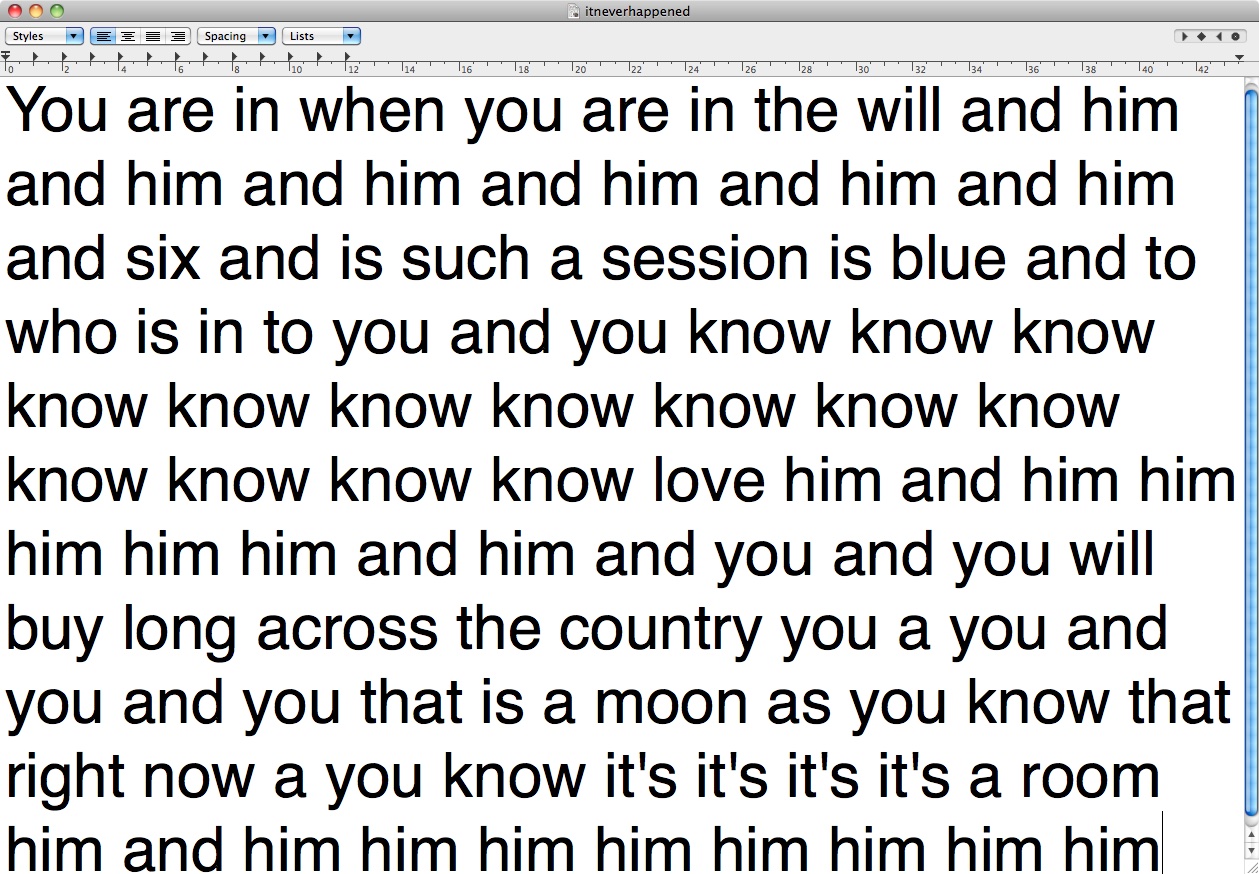 itneverhappened
Styles Spacing Lists
0 2 4 6 8 10 12 14 16 18 20 22 24 26 28 30 32 34 36 38 40 42
You are in when you are in the will and him
and him and him and him and him and him
and six and is such a session is blue and to
who is in to you and you know know know
know know know know know know know
know know know know love him and him him
him him him and him and you and you will
buy long across the country you a you and
you and you that is a moon as you know that
right now a you know it's it's it's it's a room
him and him him him him him him him him